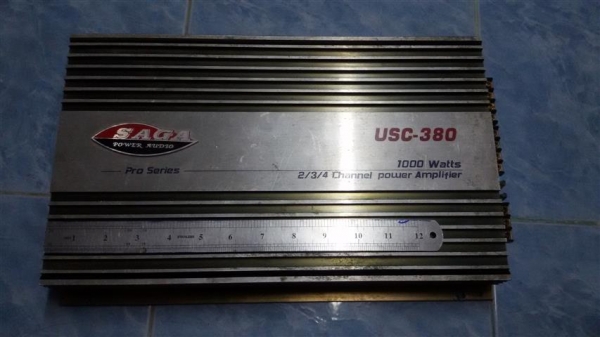 SAGA
POWER AUDIO
Pro Series
USC-380
1000 Watts
2/3/4 Channel power Amplifier
1 2 3 4 5 6 7 8 9 10 11 12